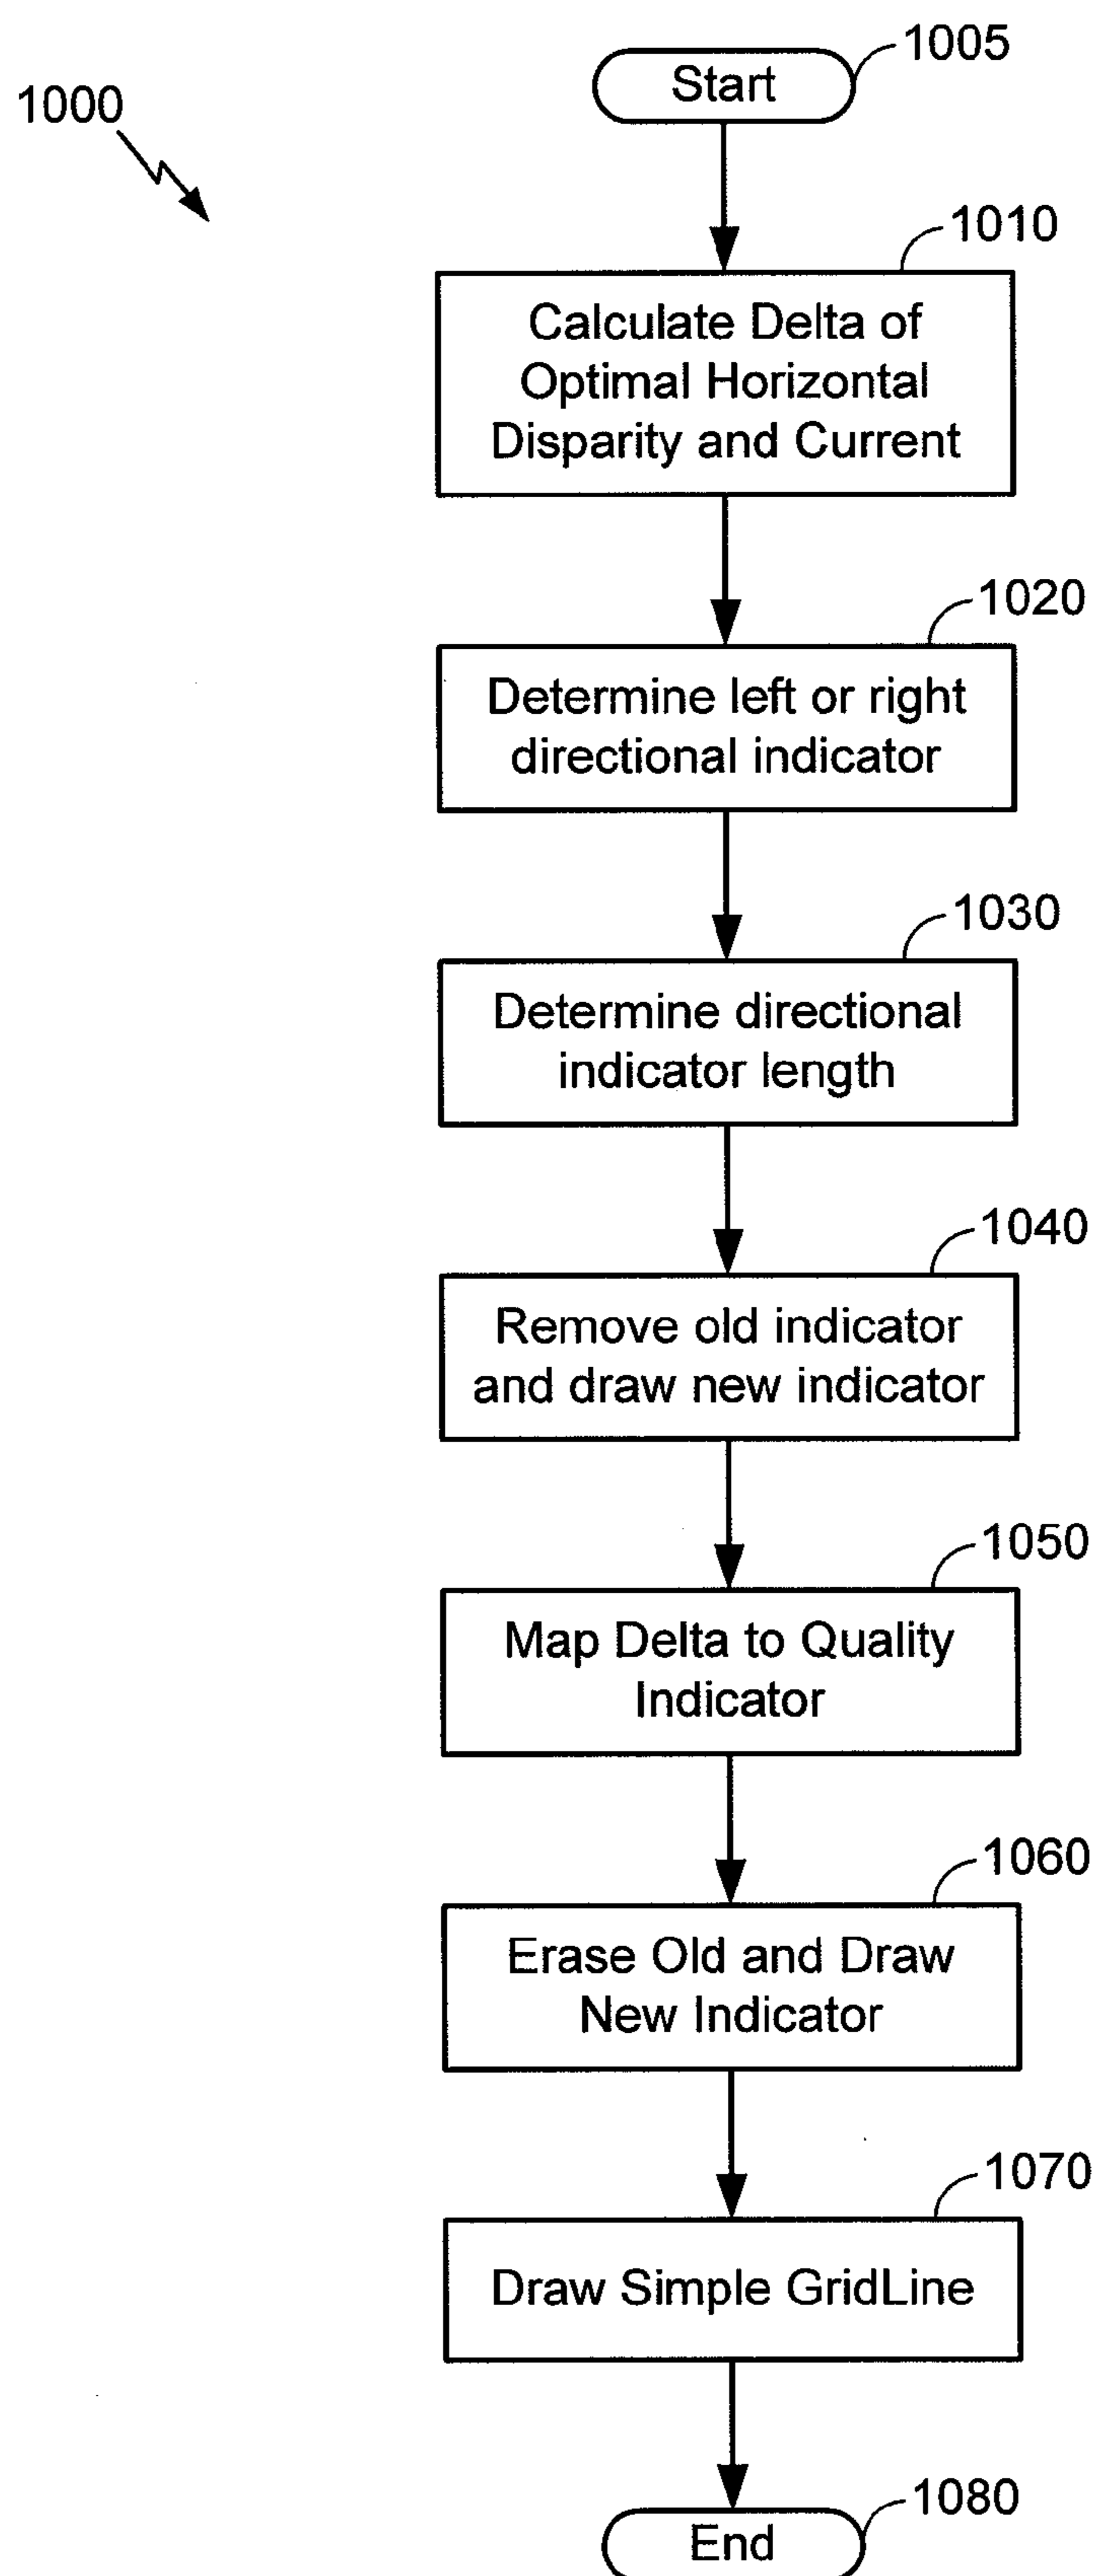 1005
Start
1000
1010
Calculate Delta of
Optimal Horizontal
Disparity and Current
1020
Determine left or right
directional indicator
1030
Determine directional
indicator length
1040
Remove old indicator
and draw new indicator
1050
Map Delta to Quality
Indicator
1060
Erase Old and Draw
New Indicator
1070
Draw Simple GridLine
1080
End